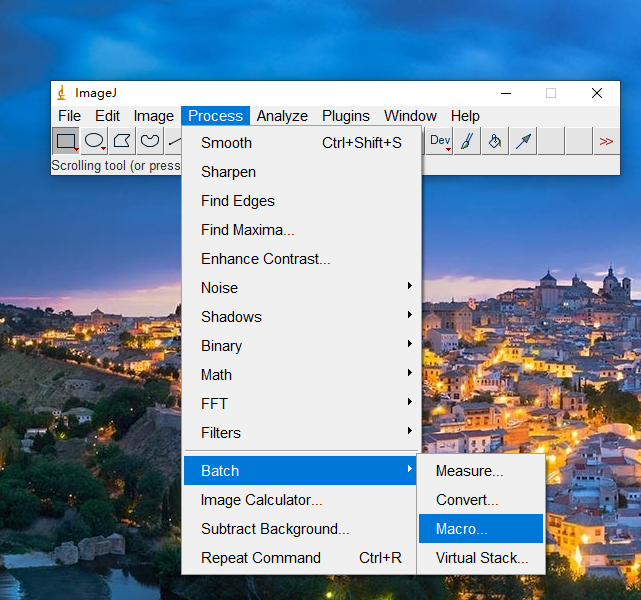 ImageJ
File Edit Image Process Analyze Plugins Window Help
Dev >>
Scrolling tool (or press
Smooth Ctrl+Shift+S
Sharpen
Find Edges
Find Maxima...
Enhance Contrast...
Noise
Shadows
Binary
Math
FFT
Filters
Batch
Image Calculator...
Subtract Background...
Repeat Command Ctrl+R
Measure...
Convert...
Macro...
Virtual Stack...